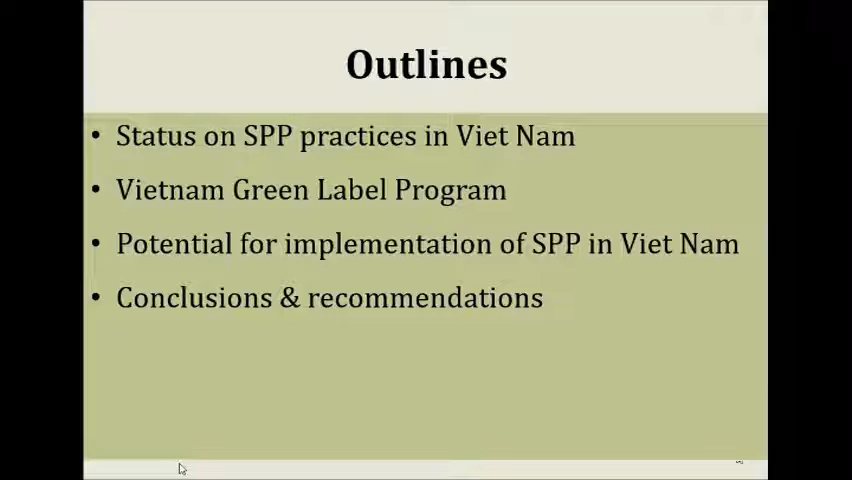 Outlines
• Status on SPP practices in Viet Nam
• Vietnam Green Label Program
• Potential for implementation of SPP in Viet Nam
• Conclusions & recommendations